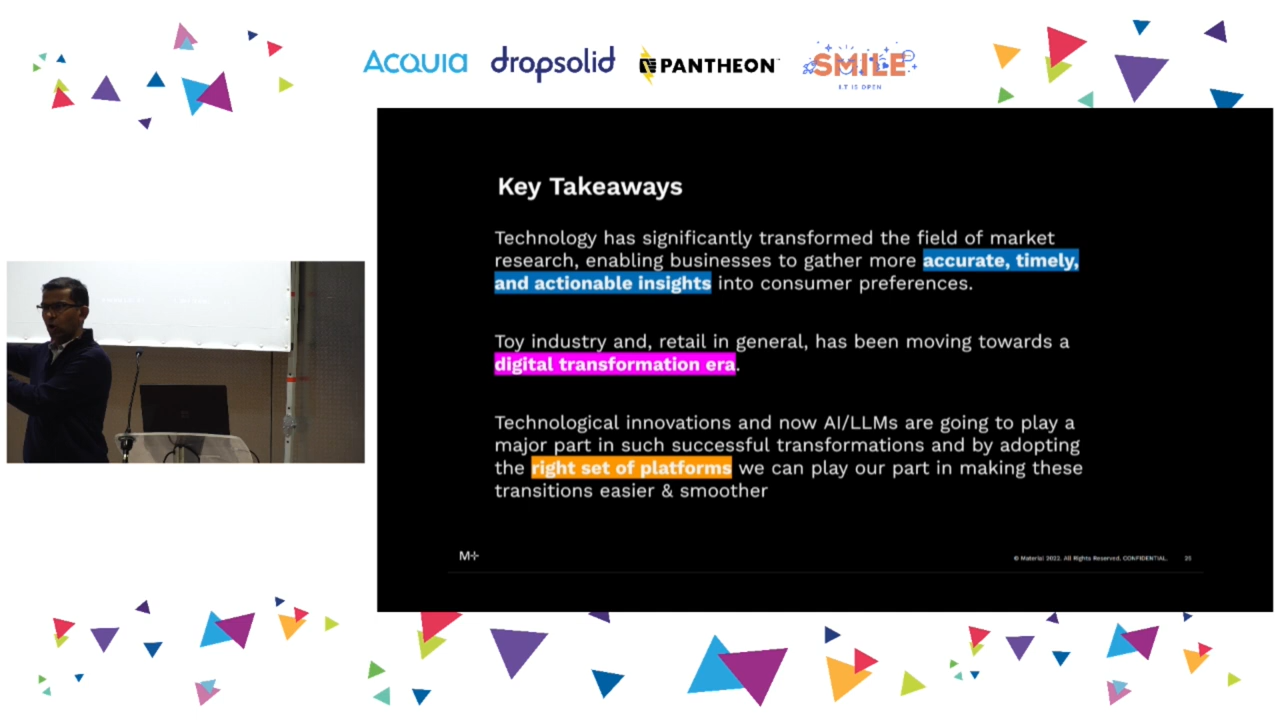 ACQUIA dropsolid PANTHEON SMILE
I.T IS OPEN
Key Takeaways
Technology has significantly transformed the field of market
research, enabling businesses to gather more accurate, timely,
and actionable insights into consumer preferences.
Toy industry and, retail in general, has been moving towards a
digital transformation era.
Technological innovations and now AI/LLMs are going to play a
major part in such successful transformations and by adopting
the right set of platforms we can play our part in making these
transitions easier & smoother
M+
© Material 2022. All Rights Reserved. CONFIDENTIAL.